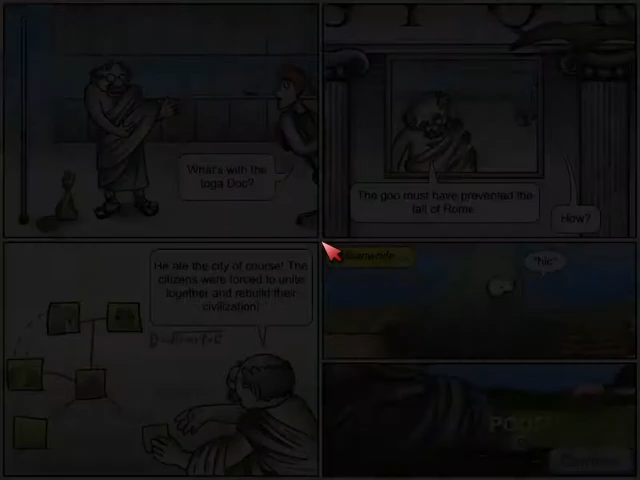 What's with the
toga Doc?
The goo must have prevented the
fall of Rome
How?
He ate the city of course! The
citizens were forced to unite
together and rebuild their
civilization!
*hic*